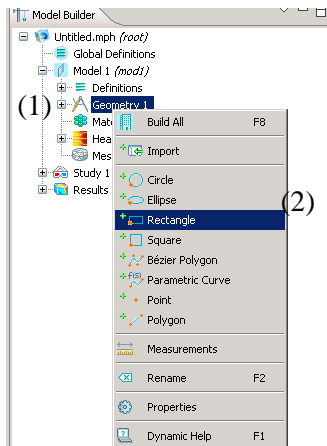 Model Builder
Untitled.mph (root)
Global Definitions
Model 1 (mod1)
Definitions
(1) Geometry 1
Mate
Build All F8
Hea
Mes
Import
Study 1
Circle
Results
Ellipse
(2)
Rectangle
Square
Bézier Polygon
f(s) Parametric Curve
Point
Polygon
Measurements
Rename F2
Properties
Dynamic Help F1